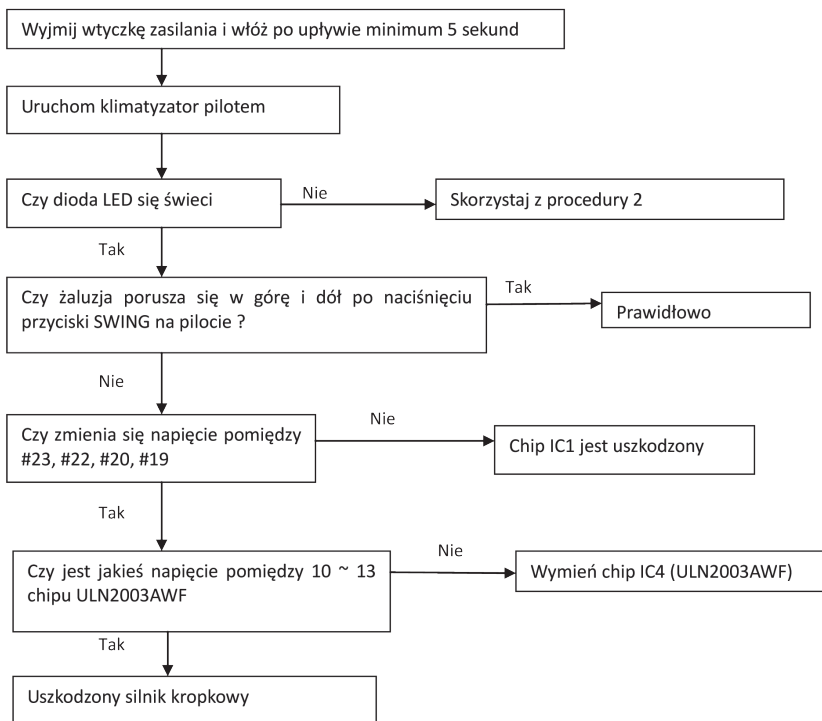 Wyjmij wtyczkę zasilania i włóż po upływie minimum 5 sekund
Uruchom klimatyzator pilotem
Czy dioda LED się świeci
Nie
Skorzystaj z procedury 2
Tak
Czy żaluzja porusza się w górę i dół po naciśnięciu
przyciski SWING na pilocie ?
Tak
Prawidłowo
Nie
Czy zmienia się napięcie pomiędzy
#23, #22, #20, #19
Nie
Chip IC1 jest uszkodzony
Tak
Czy jest jakieś napięcie pomiędzy 10 ~ 13
chipu ULN2003AWF
Nie
Wymień chip IC4 (ULN2003AWF)
Tak
Uszkodzony silnik kropkowy